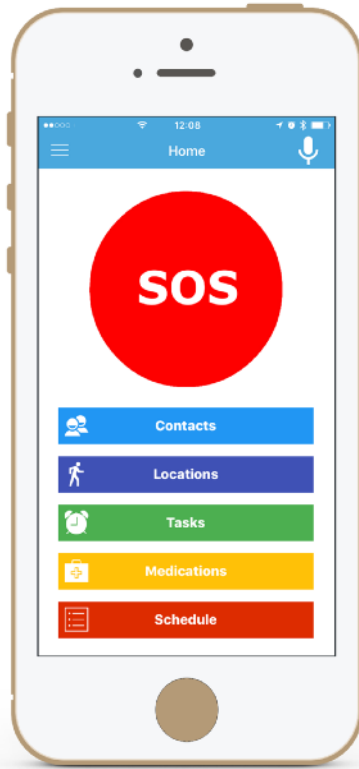 12:08
Home
SOS
Contacts
Locations
Tasks
Medications
Schedule